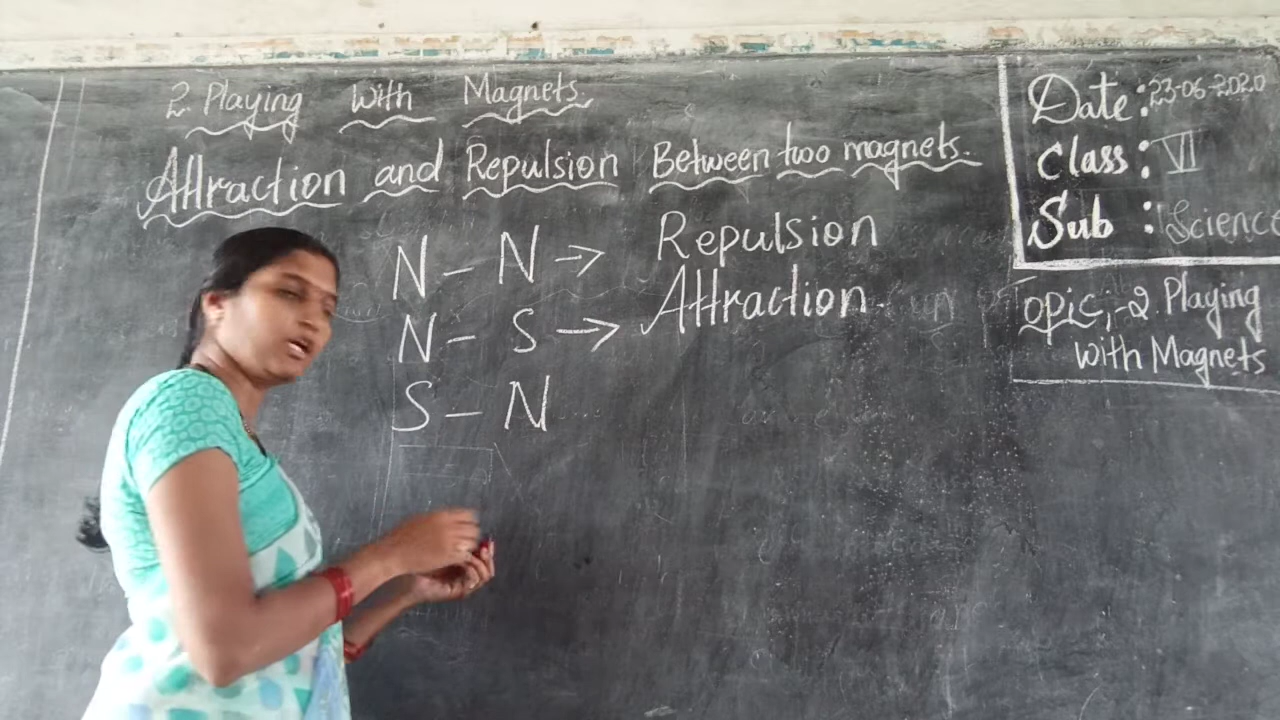 2. Playing With Magnets.
Attraction and Repulsion Between two magnets.
N – N → Repulsion
N – S → Attraction.
S – N
Date: 23-06-2020
Class: VI
Sub : Science
Topic,-2. Playing
with Magnets